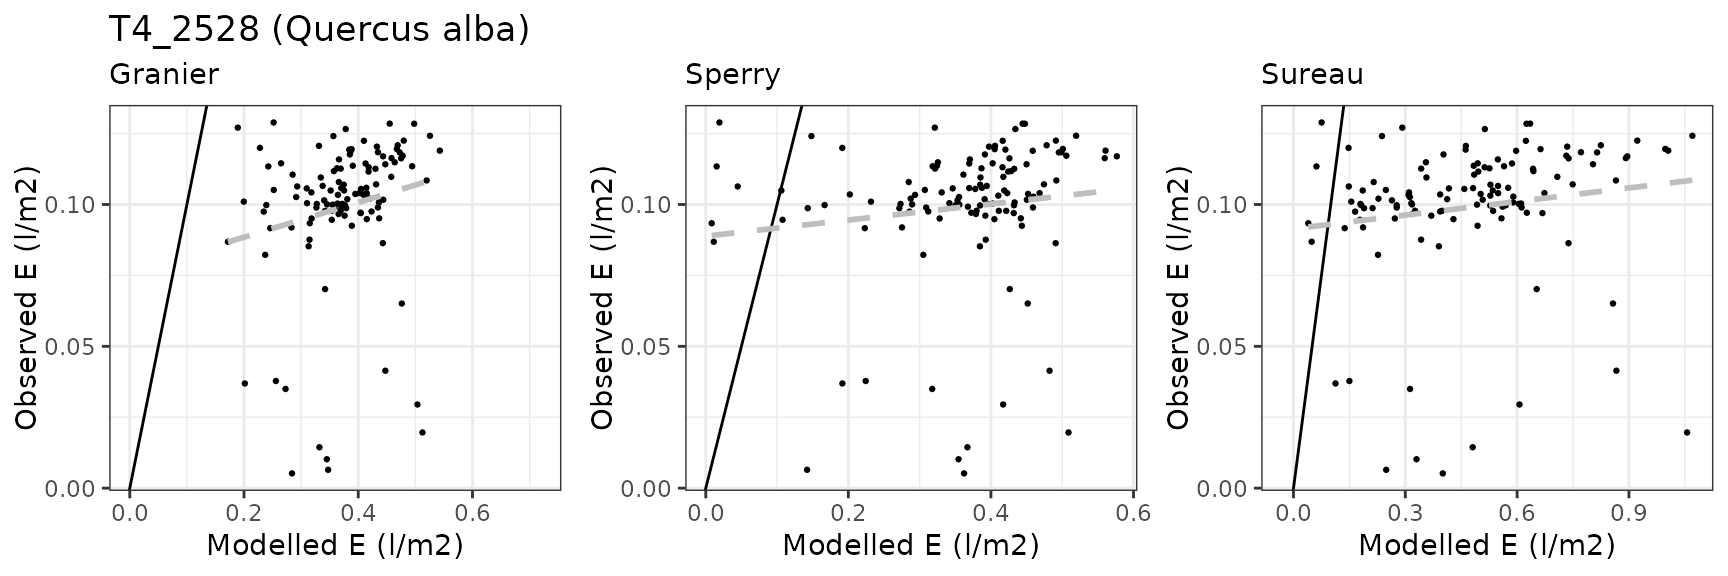 T4_2528 (Quercus alba)
Granier
Observed E (l/m2)
0.10
0.05
0.00
0.0 0.2 0.4 0.6
Modelled E (l/m2)
Sperry
Observed E (l/m2)
0.10
0.05
0.00
0.0 0.2 0.4 0.6
Modelled E (l/m2)
Sureau
Observed E (l/m2)
0.10
0.05
0.00
0.0 0.3 0.6 0.9
Modelled E (l/m2)